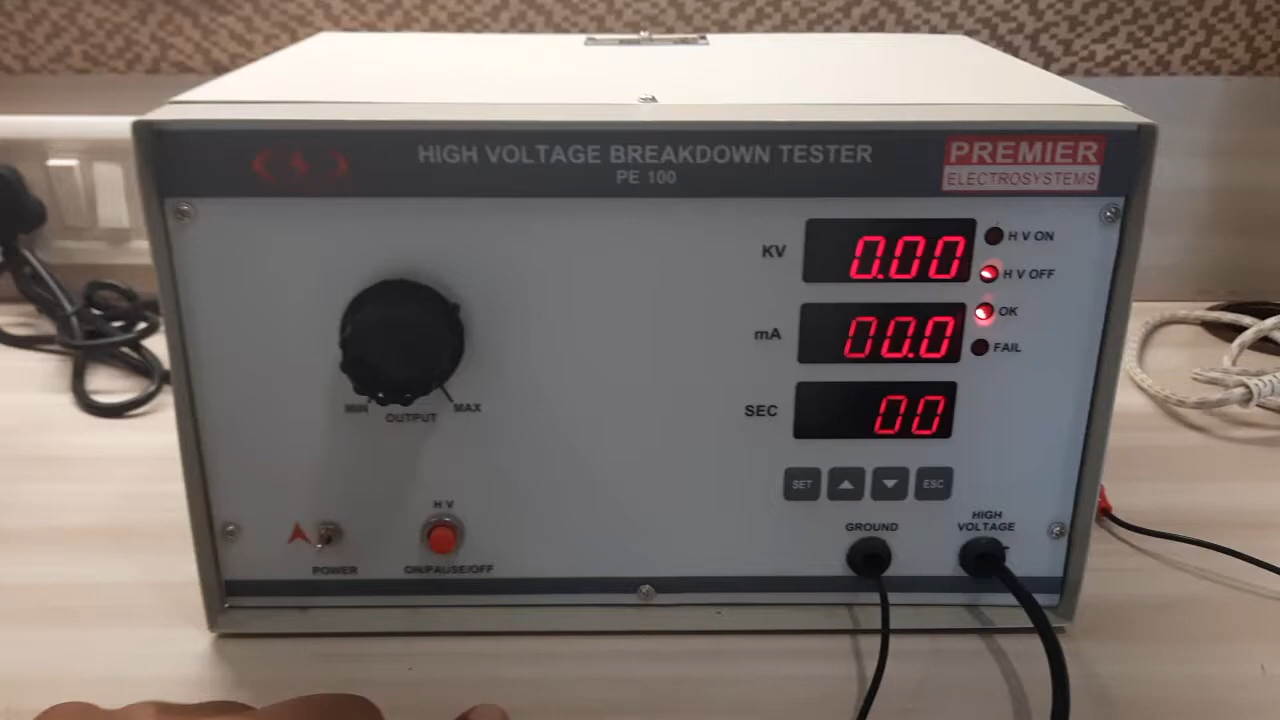 HIGH VOLTAGE BREAKDOWN TESTER
PE 100
PREMIER
ELECTROSYSTEMS
KV
0.00
H V ON
H V OFF
mA
00.0
OK
FAIL
SEC
00
MIN
OUTPUT
MAX
SET
ESC
H V
POWER
ON/PAUSE/OFF
GROUND
HIGH
VOLTAGE